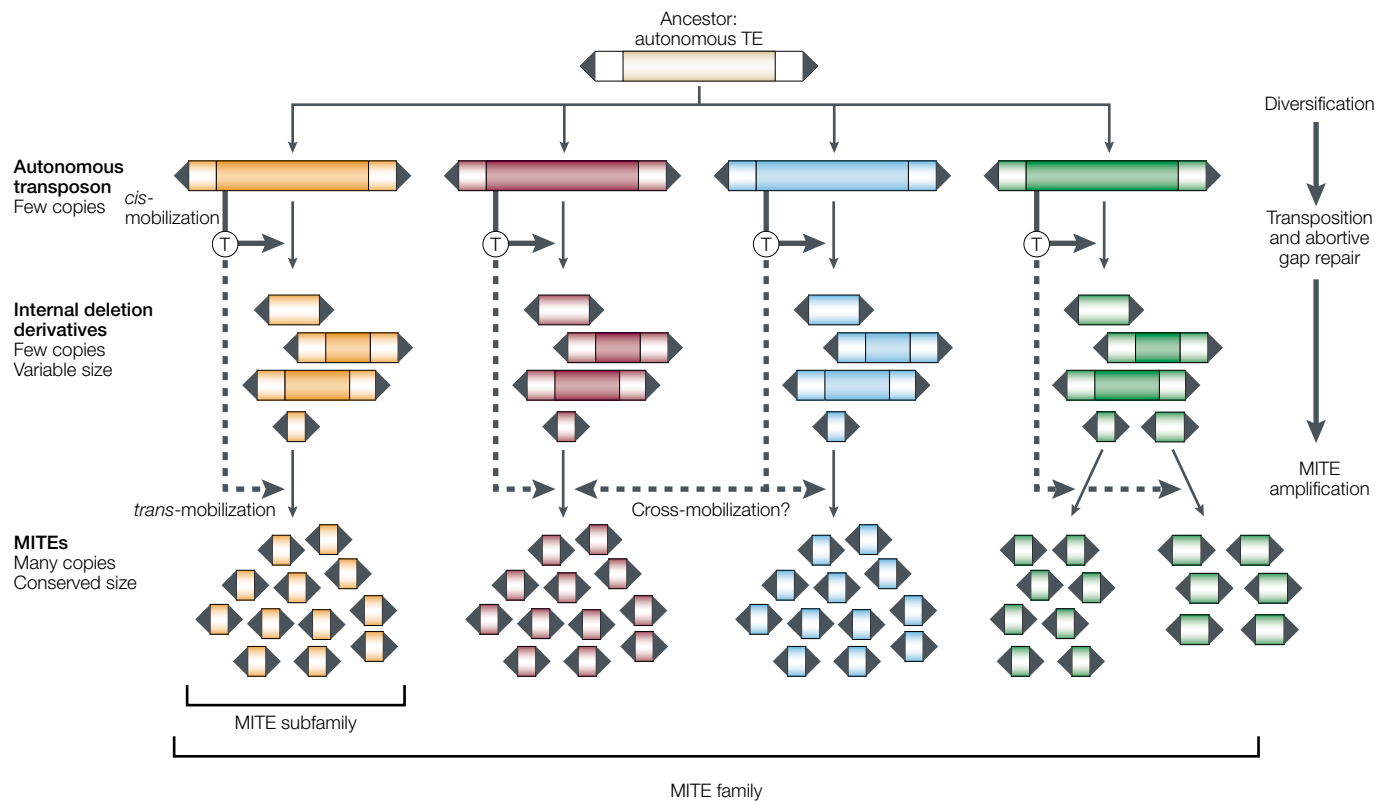 Ancestor:
autonomous TE
Diversification
Autonomous
transposon
Few copies
cis-
mobilization
T
T
T
T
Transposition
and abortive
gap repair
Internal deletion
derivatives
Few copies
Variable size
MITE
amplification
trans-mobilization
Cross-mobilization?
MITEs
Many copies
Conserved size
MITE subfamily
MITE family